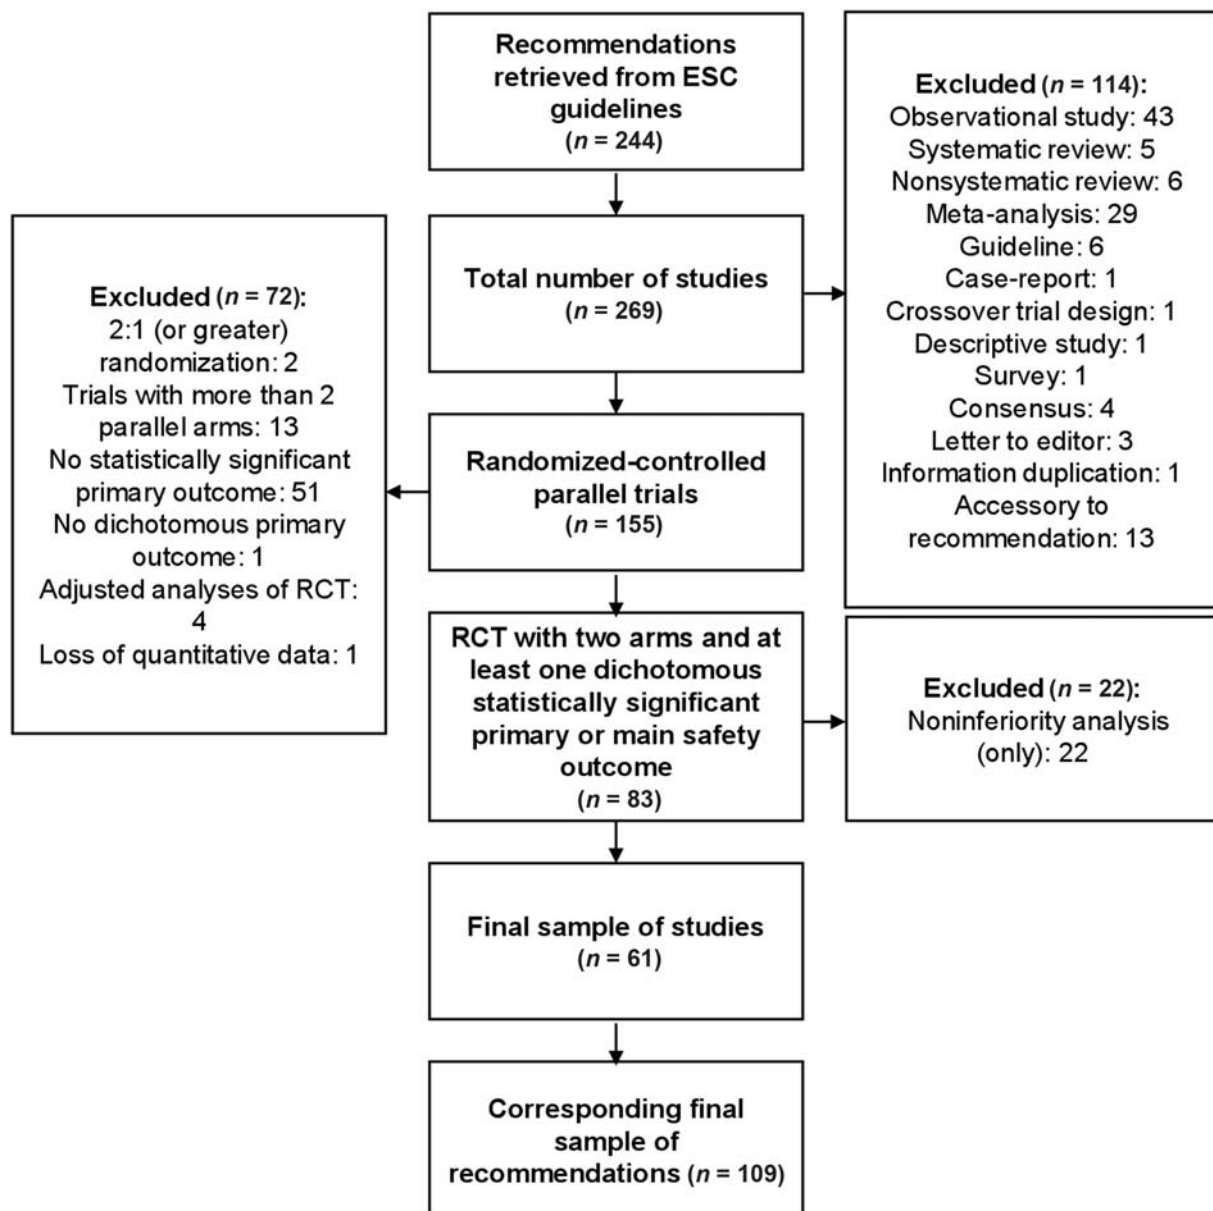 Recommendations
retrieved from ESC
guidelines
(n = 244)
Excluded (n = 114):
Observational study: 43
Systematic review: 5
Nonsystematic review: 6
Meta-analysis: 29
Guideline: 6
Case-report: 1
Crossover trial design: 1
Descriptive study: 1
Survey: 1
Consensus: 4
Letter to editor: 3
Information duplication: 1
Accessory to
recommendation: 13
Total number of studies
(n = 269)
Excluded (n = 72):
2:1 (or greater)
randomization: 2
Trials with more than 2
parallel arms: 13
No statistically significant
primary outcome: 51
No dichotomous primary
outcome: 1
Adjusted analyses of RCT:
4
Loss of quantitative data: 1
Randomized-controlled
parallel trials
(n = 155)
RCT with two arms and at
least one dichotomous
statistically significant
primary or main safety
outcome
(n = 83)
Excluded (n = 22):
Noninferiority analysis
(only): 22
Final sample of studies
(n = 61)
Corresponding final
sample of
recommendations (n = 109)